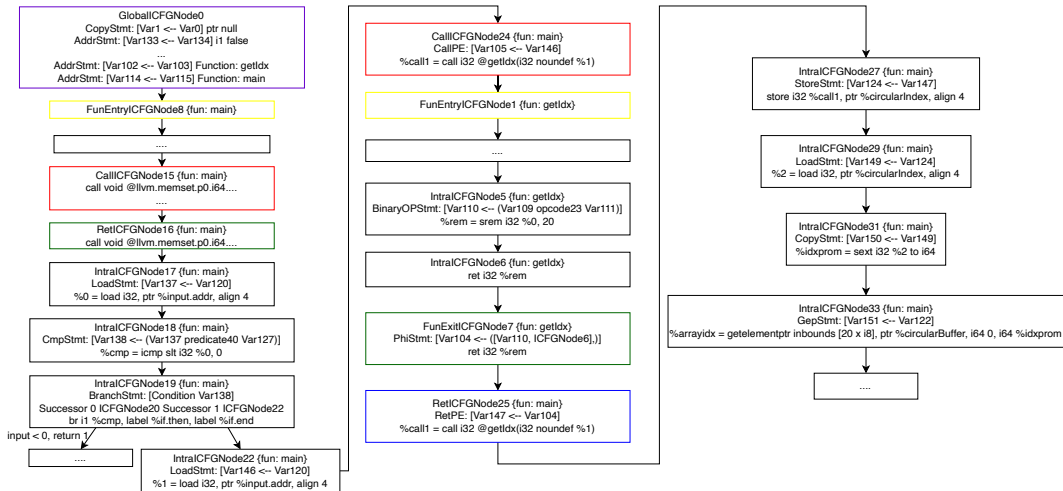 GlobalICFGNode0
CopyStmt: [Var1 <-- Var0] ptr null
AddrStmt: [Var133 <-- Var134] i1 false
...
AddrStmt: [Var102 <-- Var103] Function: getIdx
AddrStmt: [Var114 <-- Var115] Function: main
FunEntryICFGNode8 {fun: main}
....
CallICFGNode15 {fun: main}
call void @llvm.memset.p0.i64....
....
RetICFGNode16 {fun: main}
call void @llvm.memset.p0.i64....
IntraICFGNode17 {fun: main}
LoadStmt: [Var137 <-- Var120]
%0 = load i32, ptr %input.addr, align 4
IntraICFGNode18 {fun: main}
CmpStmt: [Var138 <-- (Var137 predicate40 Var127)]
%cmp = icmp slt i32 %0, 0
IntraICFGNode19 {fun: main}
BranchStmt: [Condition Var138]
Successor 0 ICFGNode20 Successor 1 ICFGNode22
br i1 %cmp, label %if.then, label %if.end
input < 0, return 1
....
IntraICFGNode22 {fun: main}
LoadStmt: [Var146 <-- Var120]
%1 = load i32, ptr %input.addr, align 4
CallICFGNode24 {fun: main}
CallPE: [Var105 <-- Var146]
%call1 = call i32 @getIdx(i32 noundef %1)
FunEntryICFGNode1 {fun: getIdx}
....
IntraICFGNode5 {fun: getIdx}
BinaryOPStmt: [Var110 <-- (Var109 opcode23 Var111)]
%rem = srem i32 %0, 20
IntraICFGNode6 {fun: getIdx}
ret i32 %rem
FunExitICFGNode7 {fun: getIdx}
PhiStmt: [Var104 <-- ([Var110, ICFGNode6],)]
ret i32 %rem
RetICFGNode25 {fun: main}
RetPE: [Var147 <-- Var104]
%call1 = call i32 @getIdx(i32 noundef %1)
IntraICFGNode27 {fun: main}
StoreStmt: [Var124 <-- Var147]
store i32 %call1, ptr %circularIndex, align 4
IntraICFGNode29 {fun: main}
LoadStmt: [Var149 <-- Var124]
%2 = load i32, ptr %circularIndex, align 4
IntraICFGNode31 {fun: main}
CopyStmt: [Var150 <-- Var149]
%idxprom = sext i32 %2 to i64
IntraICFGNode33 {fun: main}
GepStmt: [Var151 <-- Var122]
%arrayidx = getelementptr inbounds [20 x i8], ptr %circularBuffer, i64 0, i64 %idxprom
....